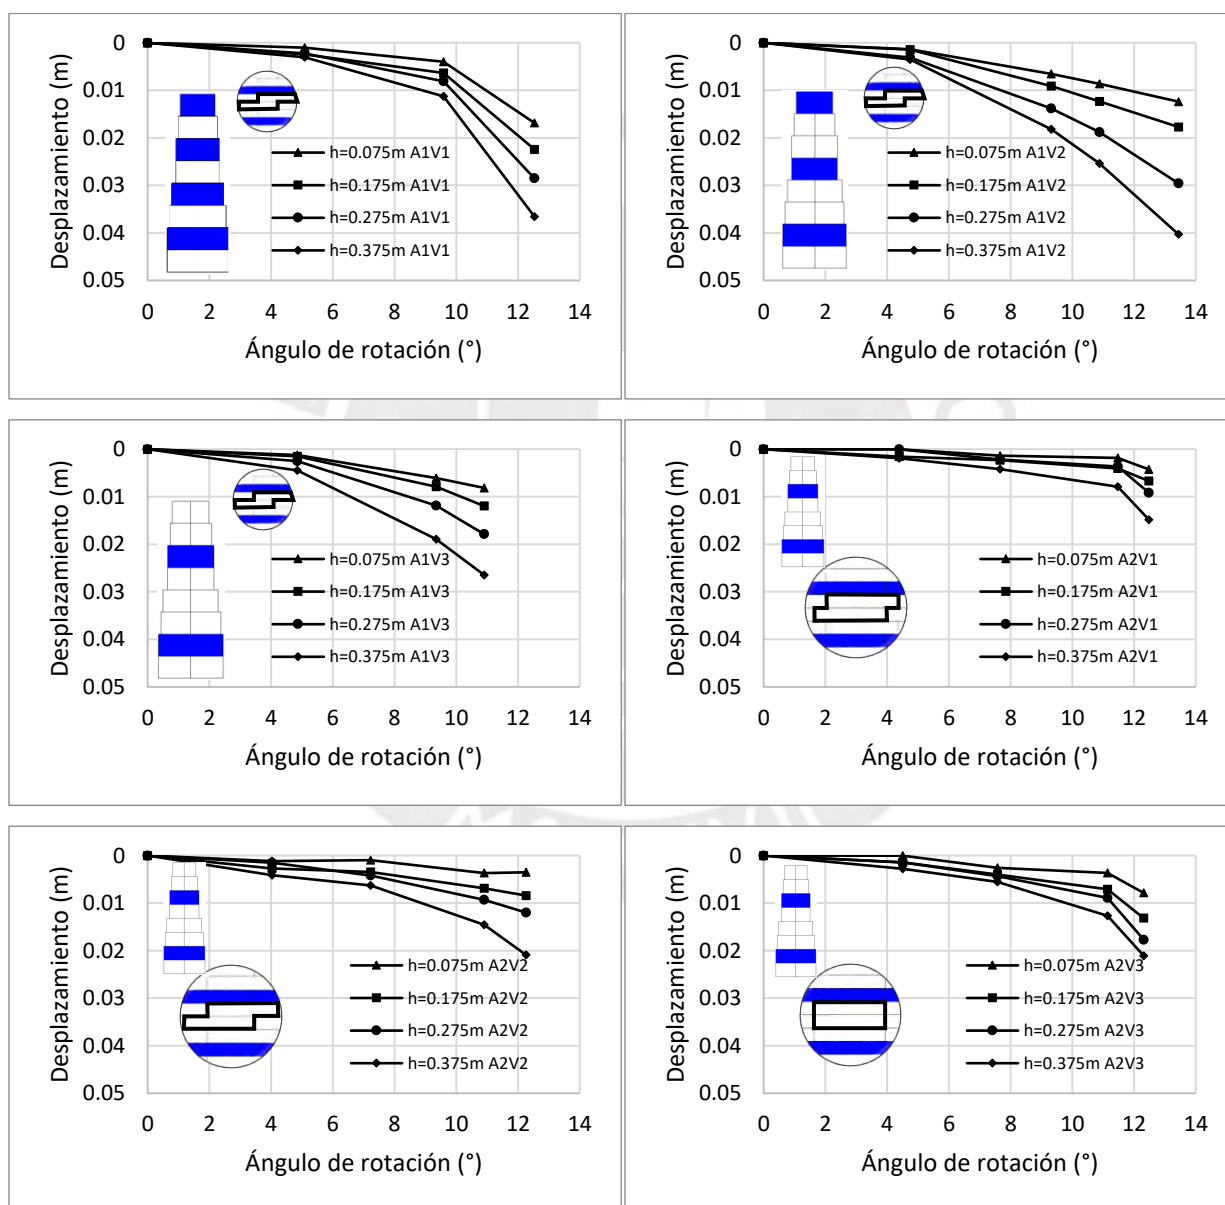 Desplazamiento (m)
0
0.01
0.02
0.03
0.04
0.05
h=0.075m A1V1
h=0.175m A1V1
h=0.275m A1V1
h=0.375m A1V1
0 2 4 6 8 10 12 14
Ángulo de rotación (°)
Desplazamiento (m)
0
0.01
0.02
0.03
0.04
0.05
h=0.075m A1V2
h=0.175m A1V2
h=0.275m A1V2
h=0.375m A1V2
0 2 4 6 8 10 12 14
Ángulo de rotación (°)
Desplazamiento (m)
0
0.01
0.02
0.03
0.04
0.05
h=0.075m A1V3
h=0.175m A1V3
h=0.275m A1V3
h=0.375m A1V3
0 2 4 6 8 10 12 14
Ángulo de rotación (°)
Desplazamiento (m)
0
0.01
0.02
0.03
0.04
0.05
h=0.075m A2V1
h=0.175m A2V1
h=0.275m A2V1
h=0.375m A2V1
0 2 4 6 8 10 12 14
Ángulo de rotación (°)
Desplazamiento (m)
0
0.01
0.02
0.03
0.04
0.05
h=0.075m A2V2
h=0.175m A2V2
h=0.275m A2V2
h=0.375m A2V2
0 2 4 6 8 10 12 14
Ángulo de rotación (°)
Desplazamiento (m)
0
0.01
0.02
0.03
0.04
0.05
h=0.075m A2V3
h=0.175m A2V3
h=0.275m A2V3
h=0.375m A2V3
0 2 4 6 8 10 12 14
Ángulo de rotación (°)